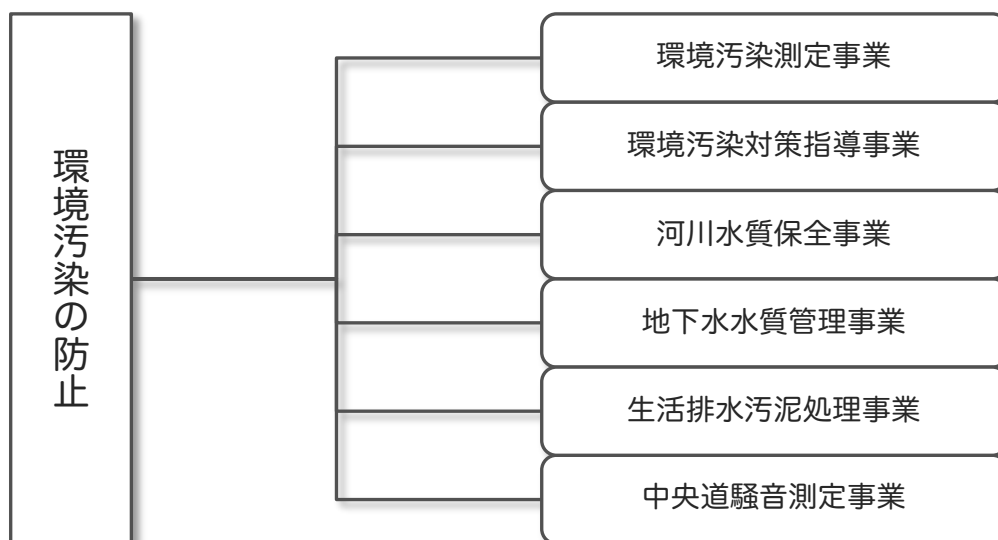 環境汚染の防止
環境汚染測定事業
環境汚染対策指導事業
河川水質保全事業
地下水水質管理事業
生活排水汚泥処理事業
中央道騒音測定事業